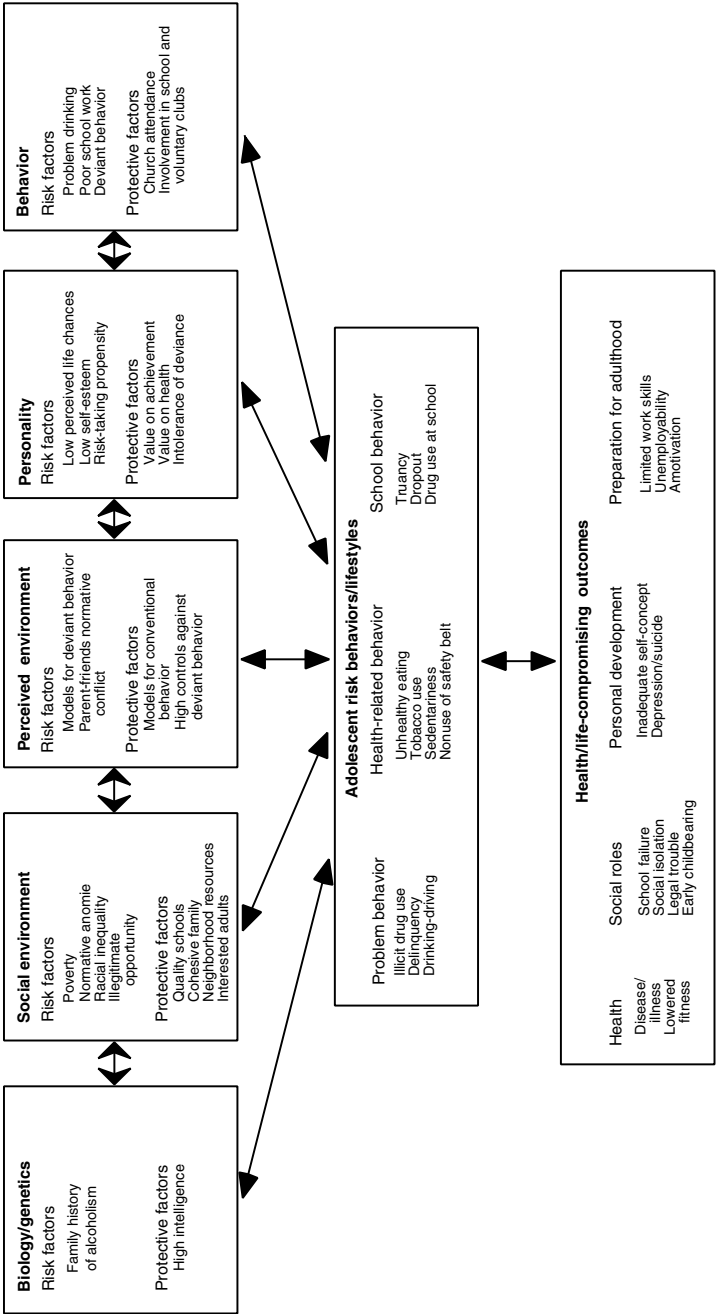 Biology/genetics
Risk factors
Family history
of alcoholism
Protective factors
High intelligence
Social environment
Risk factors
Poverty
Normative anomie
Racial inequality
Illegitimate
opportunity
Protective factors
Quality schools
Cohesive family
Neighborhood resources
Interested adults
Perceived environment
Risk factors
Models for deviant behavior
Parent-friends normative
conflict
Protective factors
Models for conventional
behavior
High controls against
deviant behavior
Personality
Risk factors
Low perceived life chances
Low self-esteem
Risk-taking propensity
Protective factors
Value on achievement
Value on health
Intolerance of deviance
Behavior
Risk factors
Problem drinking
Poor school work
Deviant behavior
Protective factors
Church attendance
Involvement in school and
voluntary clubs
Adolescent risk behaviors/lifestyles
Problem behavior
Illicit drug use
Delinquency
Drinking-driving
Health-related behavior
Unhealthy eating
Tobacco use
Sedentariness
Nonuse of safety belt
School behavior
Truancy
Dropout
Drug use at school
Health/life-compromising outcomes
Health
Disease/
illness
Lowered
fitness
Social roles
School failure
Social isolation
Legal trouble
Early childbearing
Personal development
Inadequate self-concept
Depression/suicide
Preparation for adulthood
Limited work skills
Unemployability
Amotivation